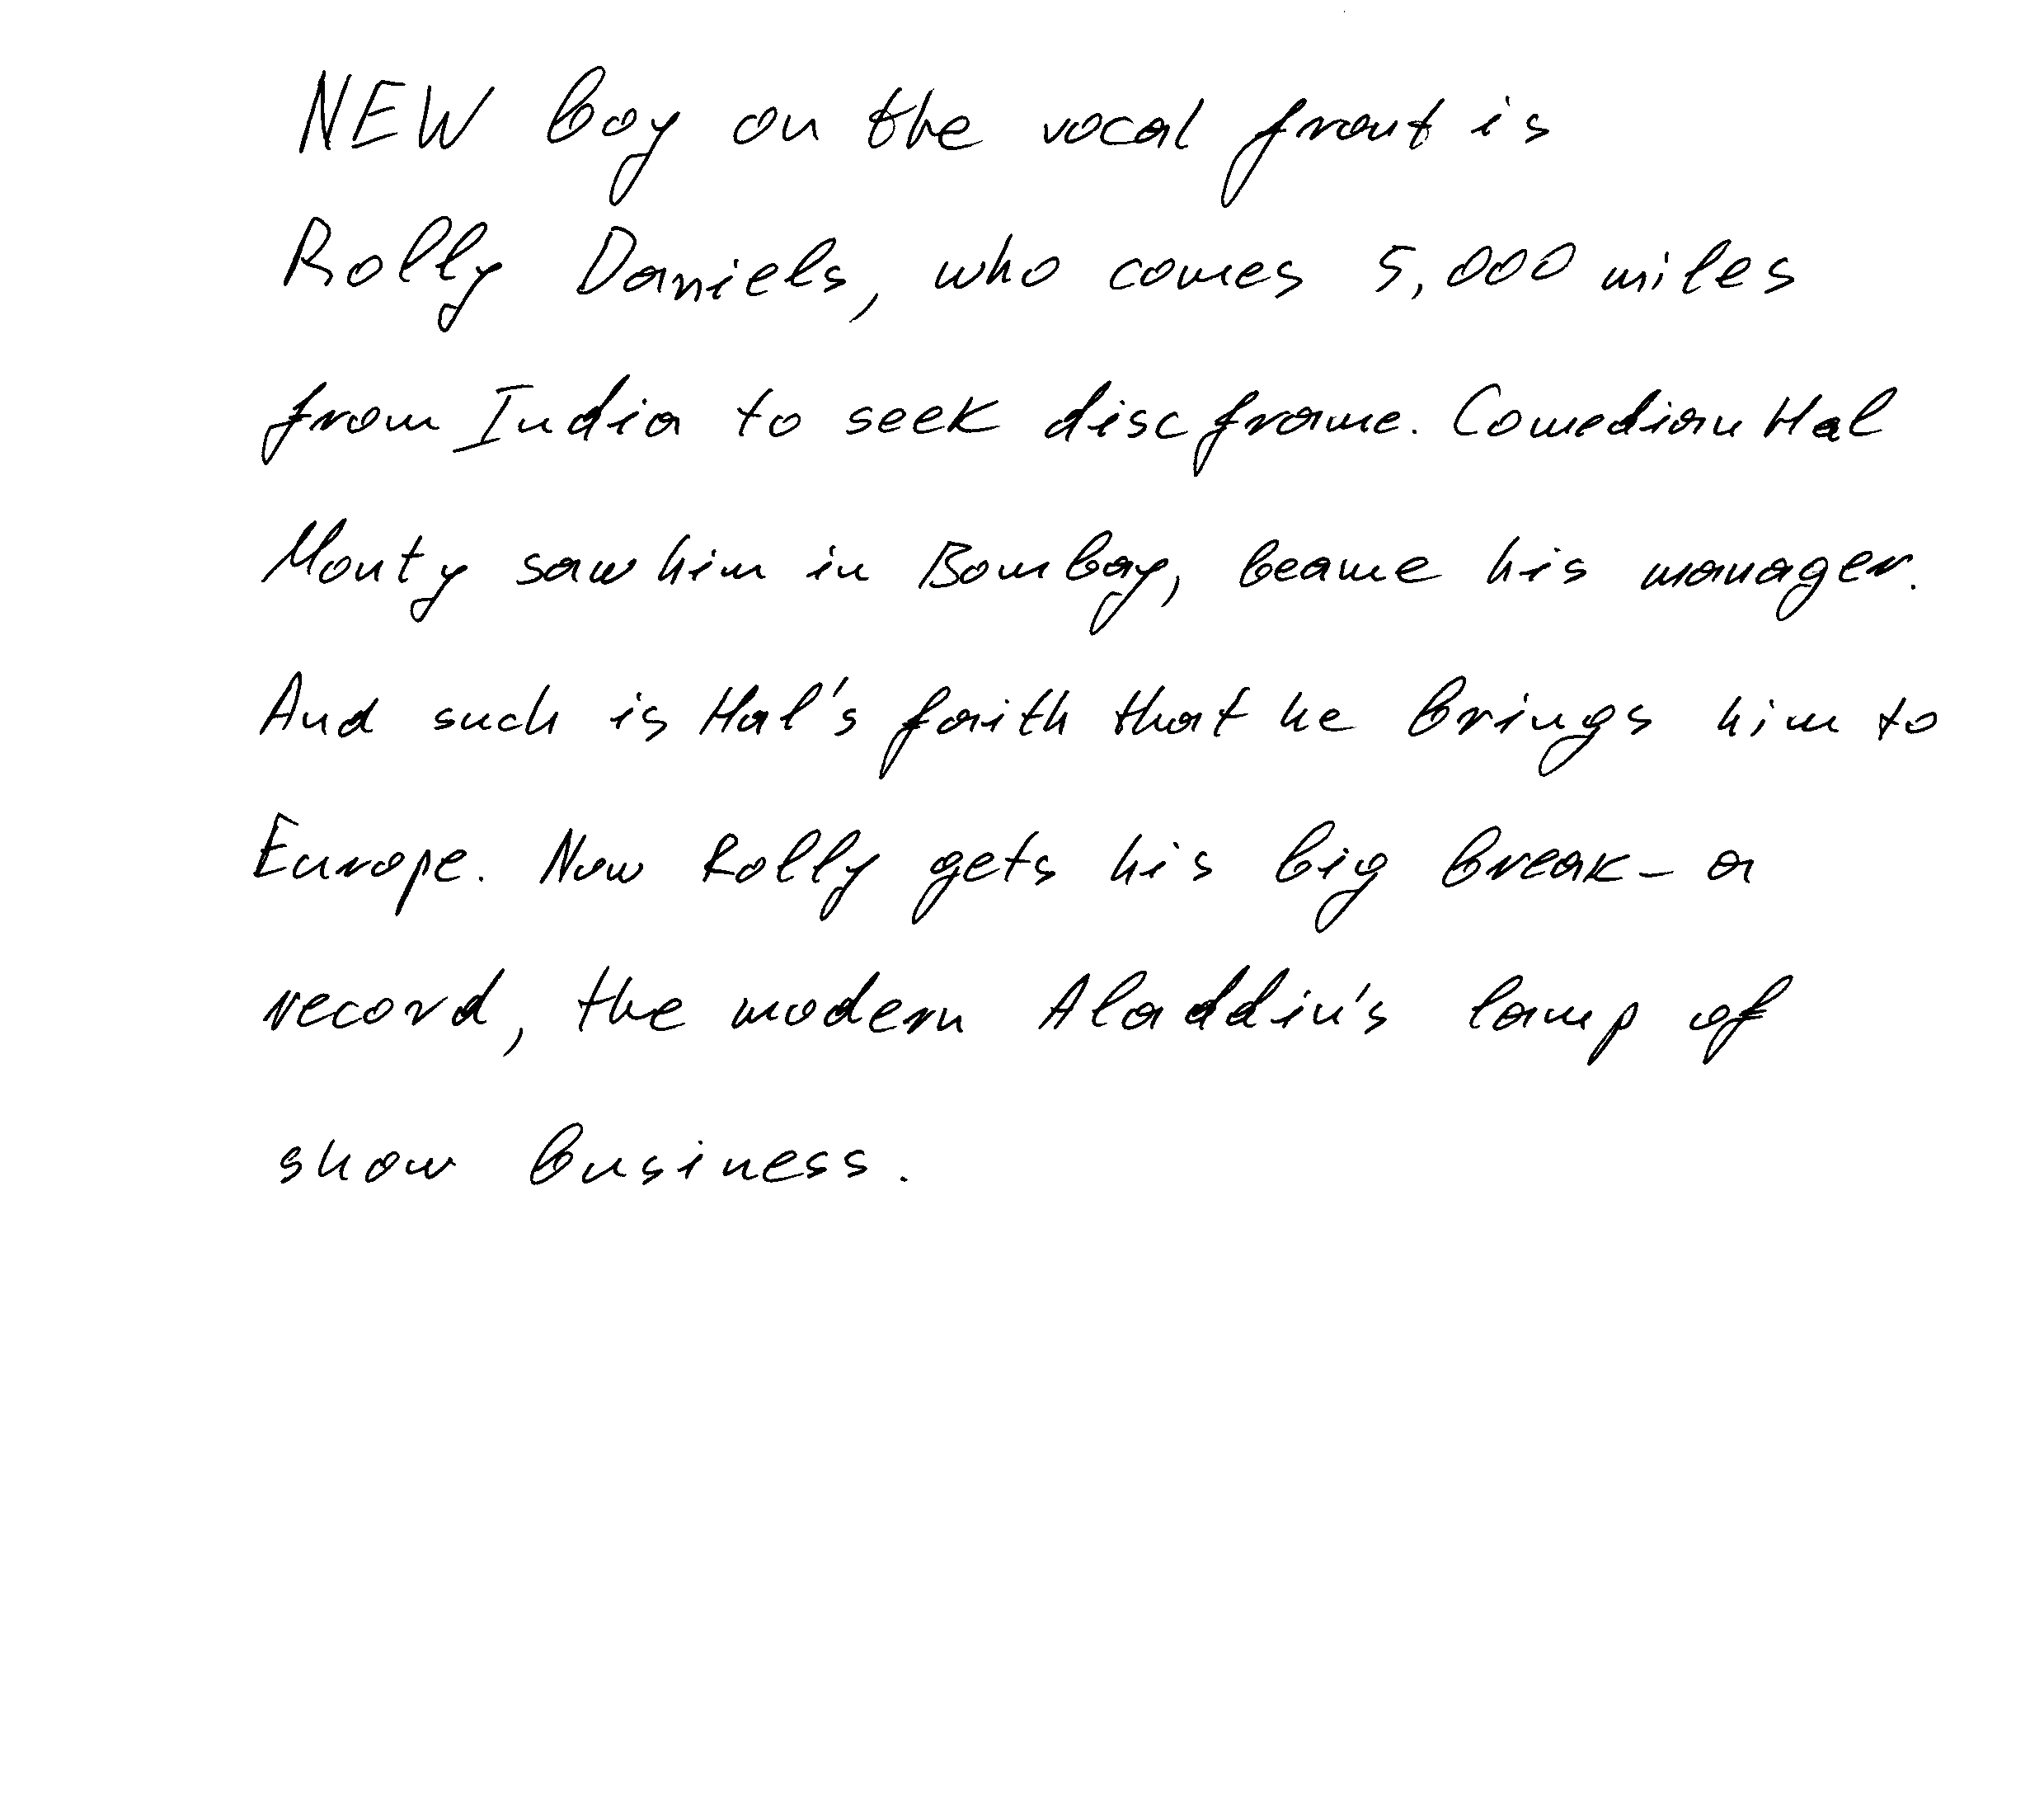 NEW boy on the vocal front is
Rolly Daniels, who comes 5,000 miles
from India to seek disc frame. Comedian Hal
Monty saw him in Bombay, beame his manager.
And such is Hal's faith that he brings him to
Europe. Now Rolly gets his big break - a
record, the modern Aladdin's lamp of
show business.